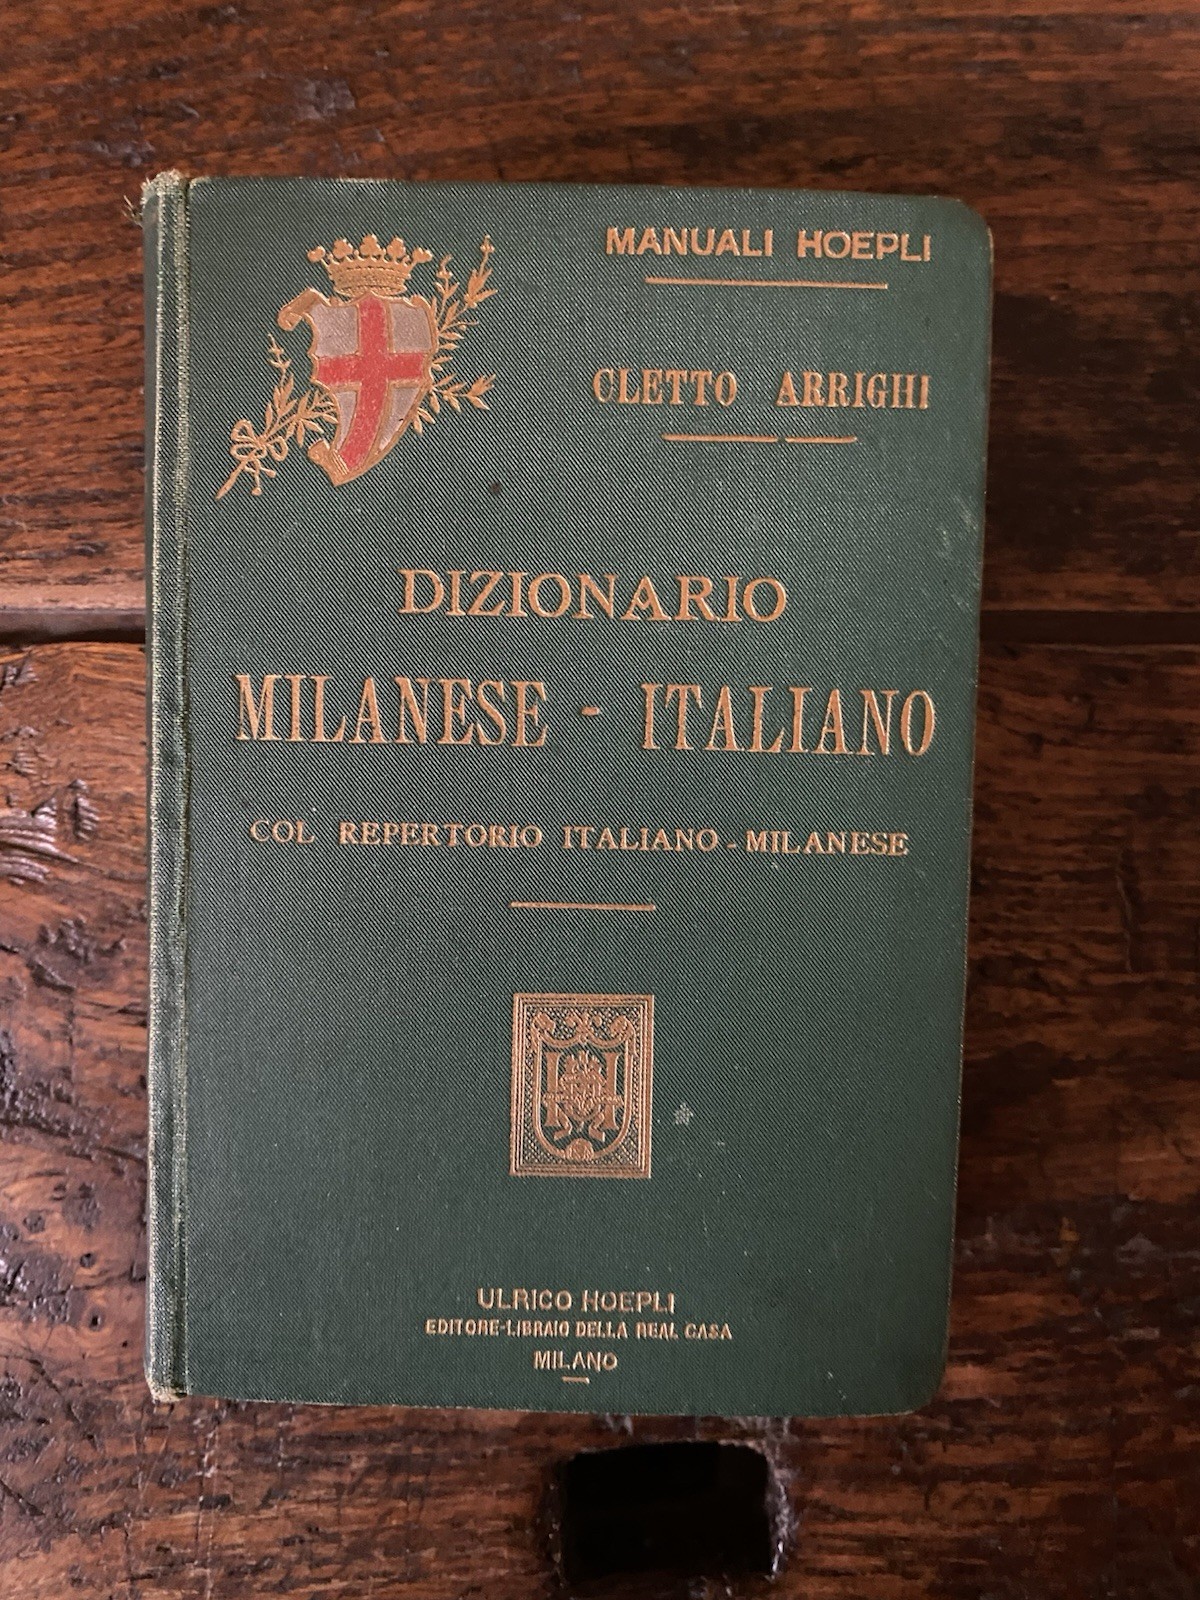 MANUALI HOEPLI
CLETTO ARRIGHI
DIZIONARIO
MILANESE - ITALIANO
COL REPERTORIO ITALIANO - MILANESE
ULRICO HOEPLI
EDITORE-LIBRAIO DELLA REAL CASA
MILANO